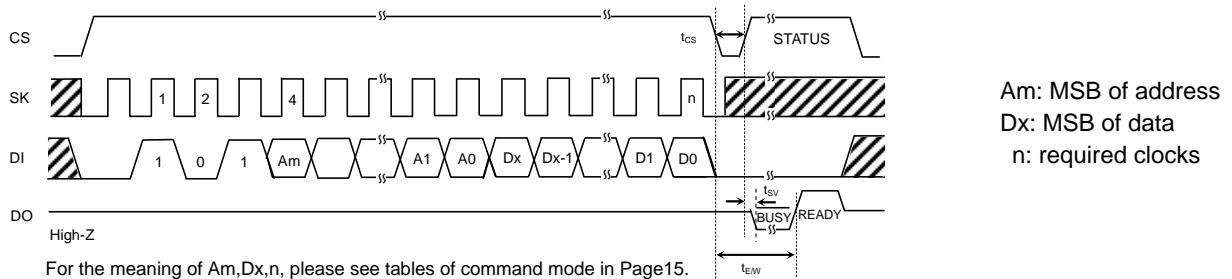 CS
tCS
STATUS
SK
1 2 4 n
DI
1 0 1 Am A1 A0 Dx Dx-1 D1 D0
tSV
DO
BUSY READY
High-Z
tE/W
For the meaning of Am,Dx,n, please see tables of command mode in Page15.
Am: MSB of address
Dx: MSB of data
n: required clocks